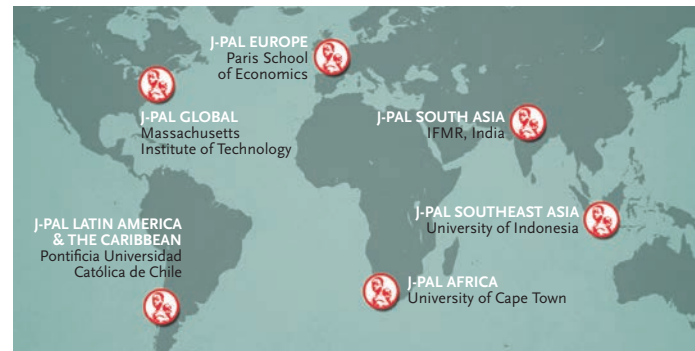 J-PAL EUROPE
Paris School
of Economics
J-PAL GLOBAL
Massachusetts
Institute of Technology
J-PAL SOUTH ASIA
IFMR, India
J-PAL LATIN AMERICA
& THE CARIBBEAN
Pontificia Universidad
Católica de Chile
J-PAL SOUTHEAST ASIA
University of Indonesia
J-PAL AFRICA
University of Cape Town